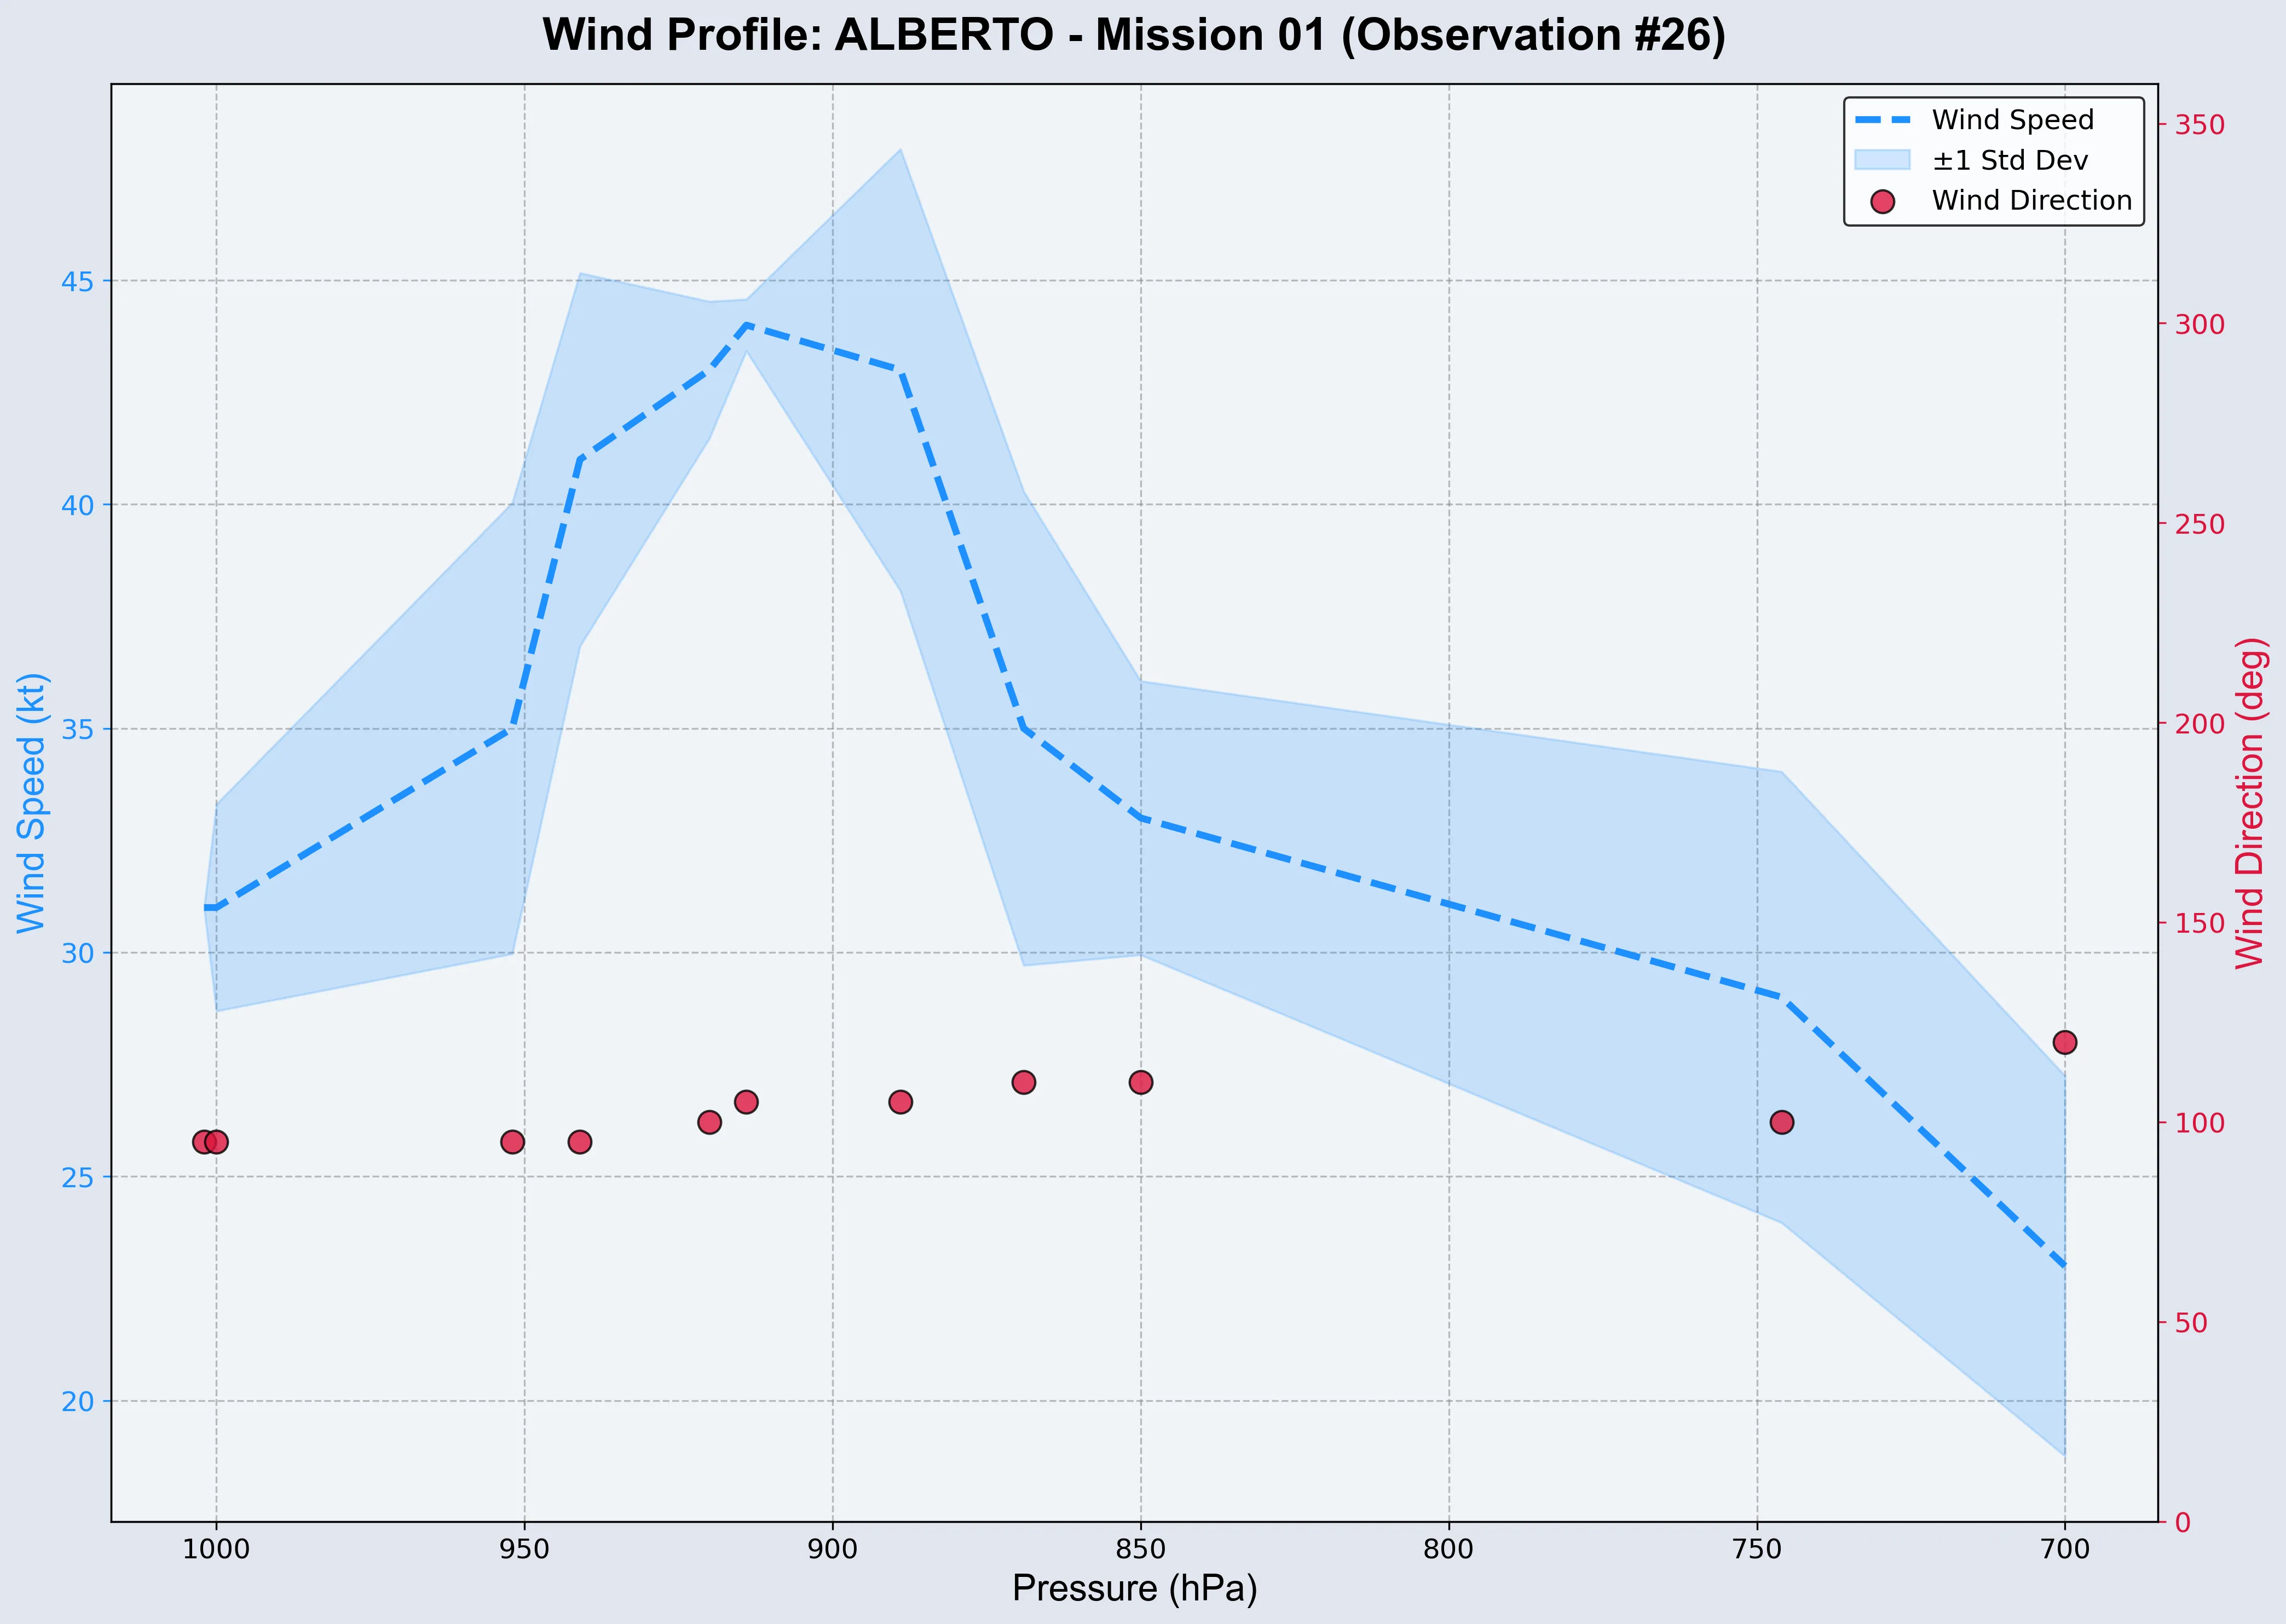 Wind Profile: ALBERTO - Mission 01 (Observation #26)
Wind Speed
±1 Std Dev
Wind Direction
45
40
35
30
25
20
Wind Speed (kt)
350
300
250
200
150
100
50
0
Wind Direction (deg)
1000 950 900 850 800 750 700
Pressure (hPa)